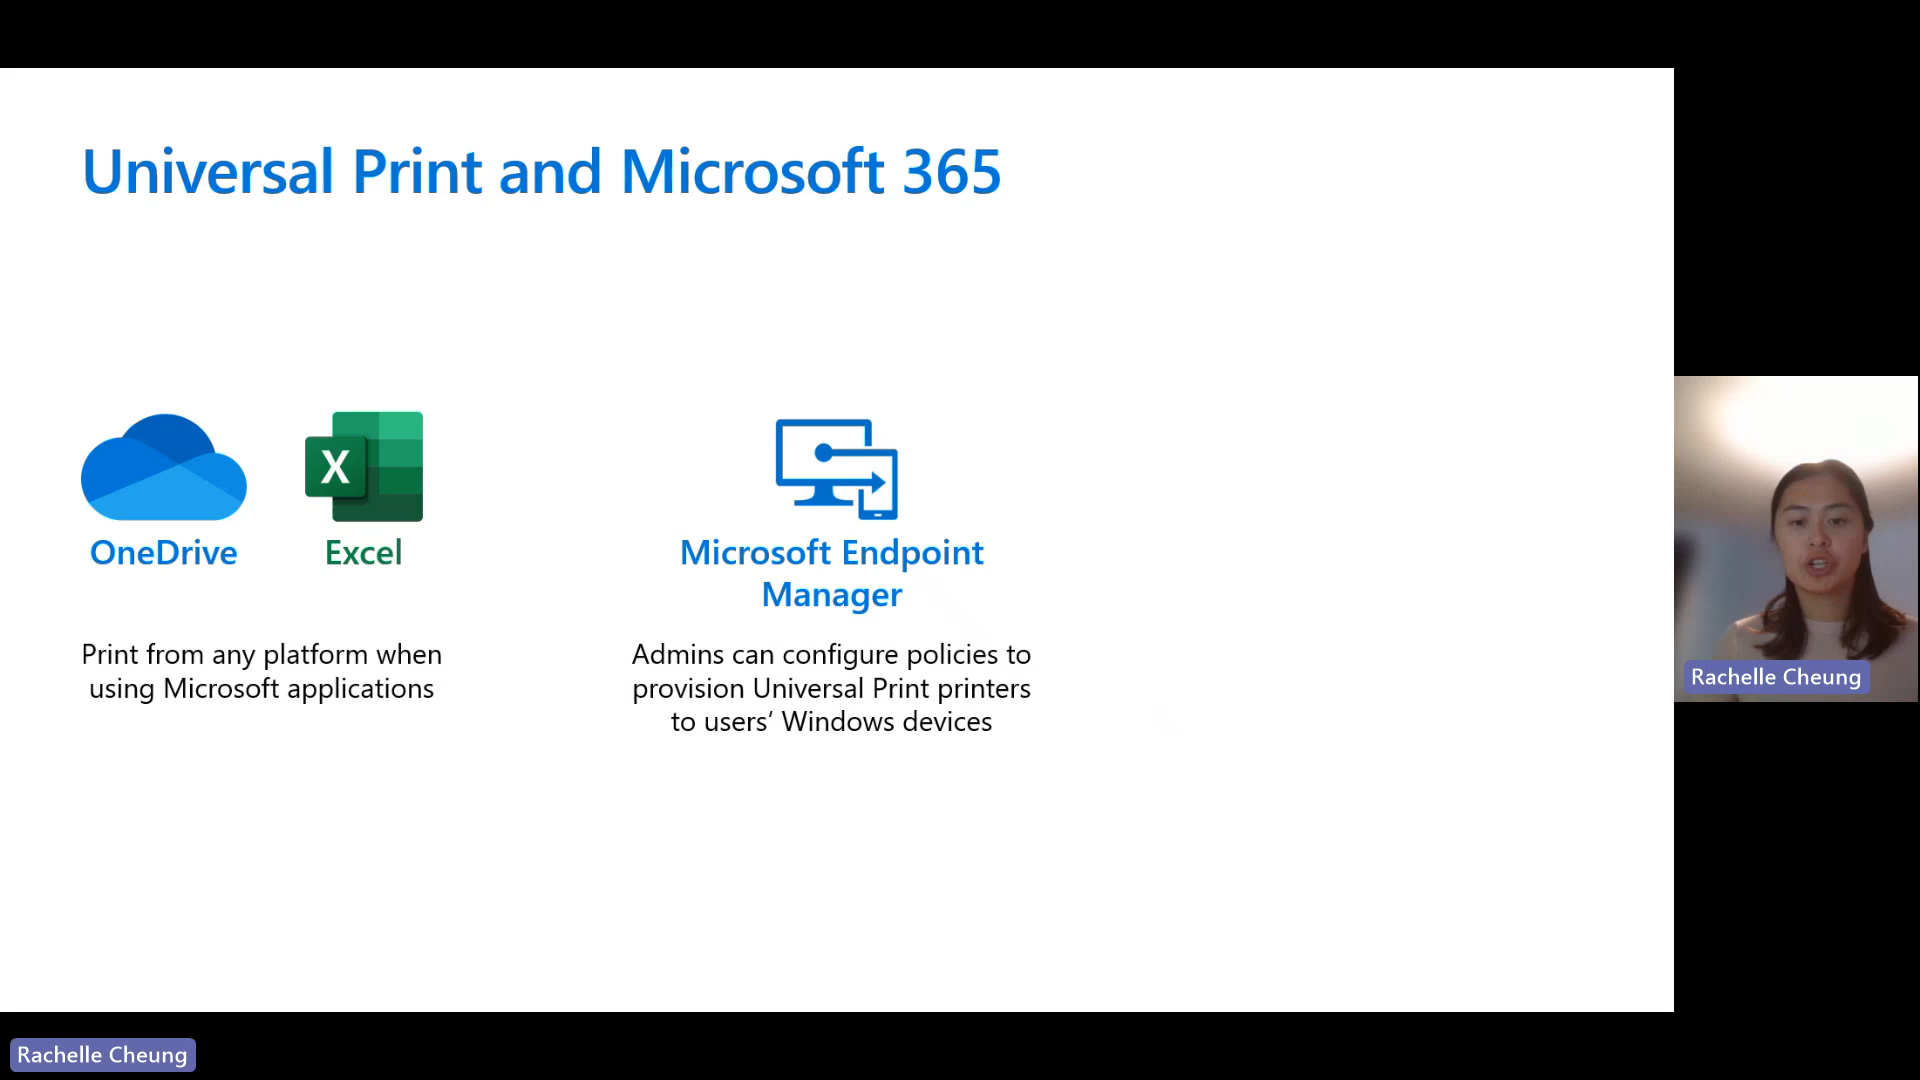 Universal Print and Microsoft 365
X
OneDrive
Excel
Print from any platform when
using Microsoft applications
Microsoft Endpoint
Manager
Admins can configure policies to
provision Universal Print printers
to users’ Windows devices
Rachelle Cheung
Rachelle Cheung